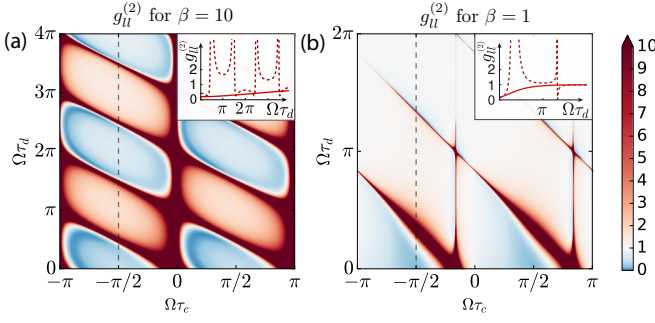 g_{ll}^{(2)} for β = 10
g_{ll}^{(2)} for β = 1
(a)
4π
3π
2π
π
0
Ωτ_d
−π
−π/2
0
π/2
π
Ωτ_c
g_{ll}^{(2)}
2
1
0
π
2π
Ωτ_d
(b)
2π
π
0
Ωτ_d
−π
−π/2
0
π/2
π
Ωτ_c
g_{ll}^{(2)}
2
1
0
π
Ωτ_d
10
9
8
7
6
5
4
3
2
1
0